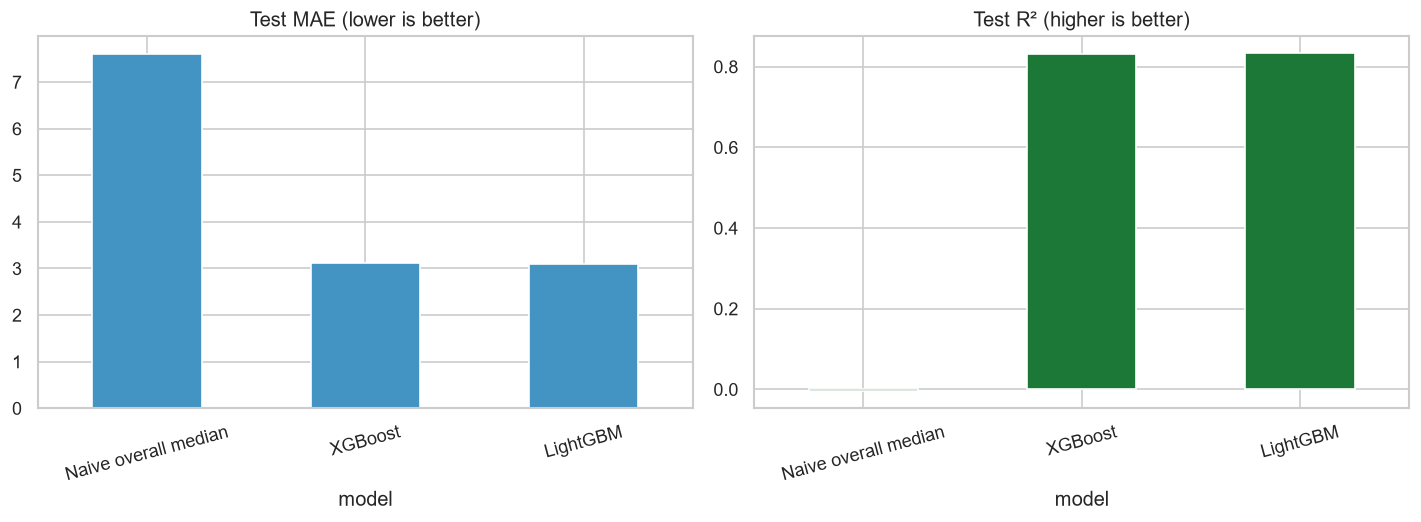 Test MAE (lower is better)
7
6
5
4
3
2
1
0
Naive overall median
XGBoost
LightGBM
model
Test R² (higher is better)
0.8
0.6
0.4
0.2
0.0
Naive overall median
XGBoost
LightGBM
model